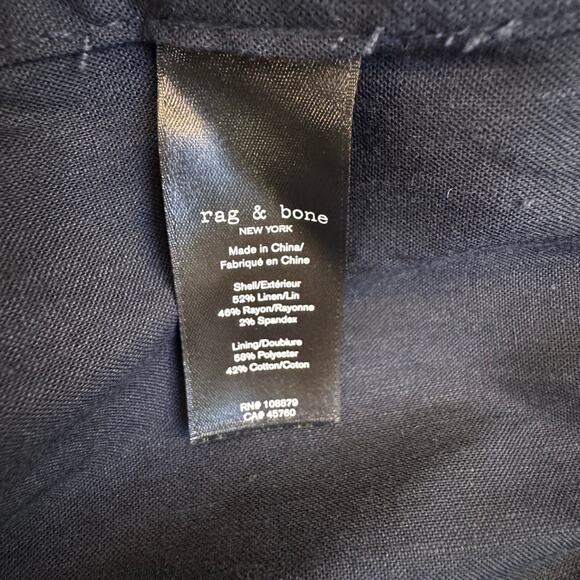 rag & bone
NEW YORK
Made in China/
Fabriqué en Chine
Shell/Extérieur
52% Linen/Lin
46% Rayon/Rayonne
2% Spandex
Lining/Doublure
58% Polyester
42% Cotton/Coton
RN# 108879
CA# 45760